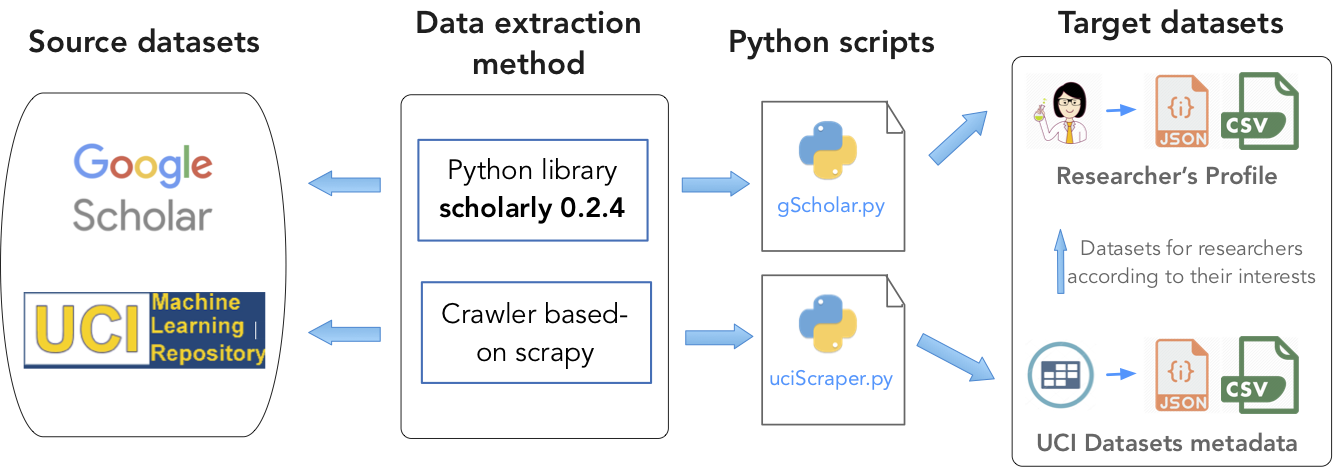 Source datasets
Data extraction
method
Python scripts
Target datasets
Google
Scholar
UCI
Machine
Learning
Repository
Python library
scholarly 0.2.4
Crawler based-
on scrapy
gScholar.py
uciScraper.py
{i}
JSON
CSV
Researcher's Profile
Datasets for researchers
according to their interests
{i}
JSON
CSV
UCI Datasets metadata